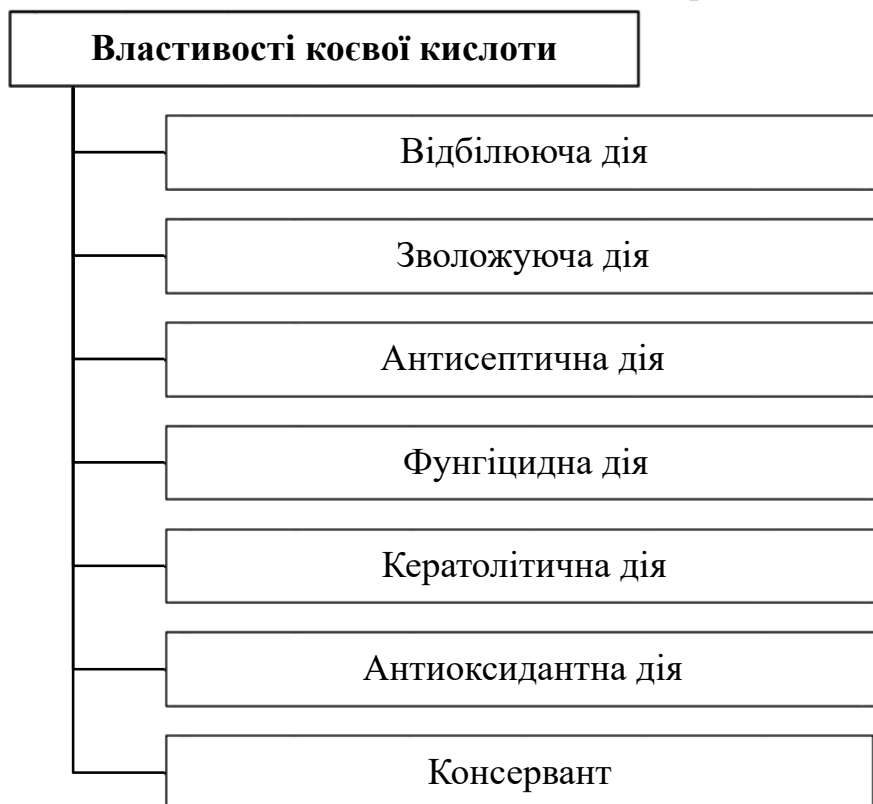 Властивості коєвої кислоти
Відбілююча дія
Зволожуюча дія
Антисептична дія
Фунгіцидна дія
Кератолітична дія
Антиоксидантна дія
Консервант